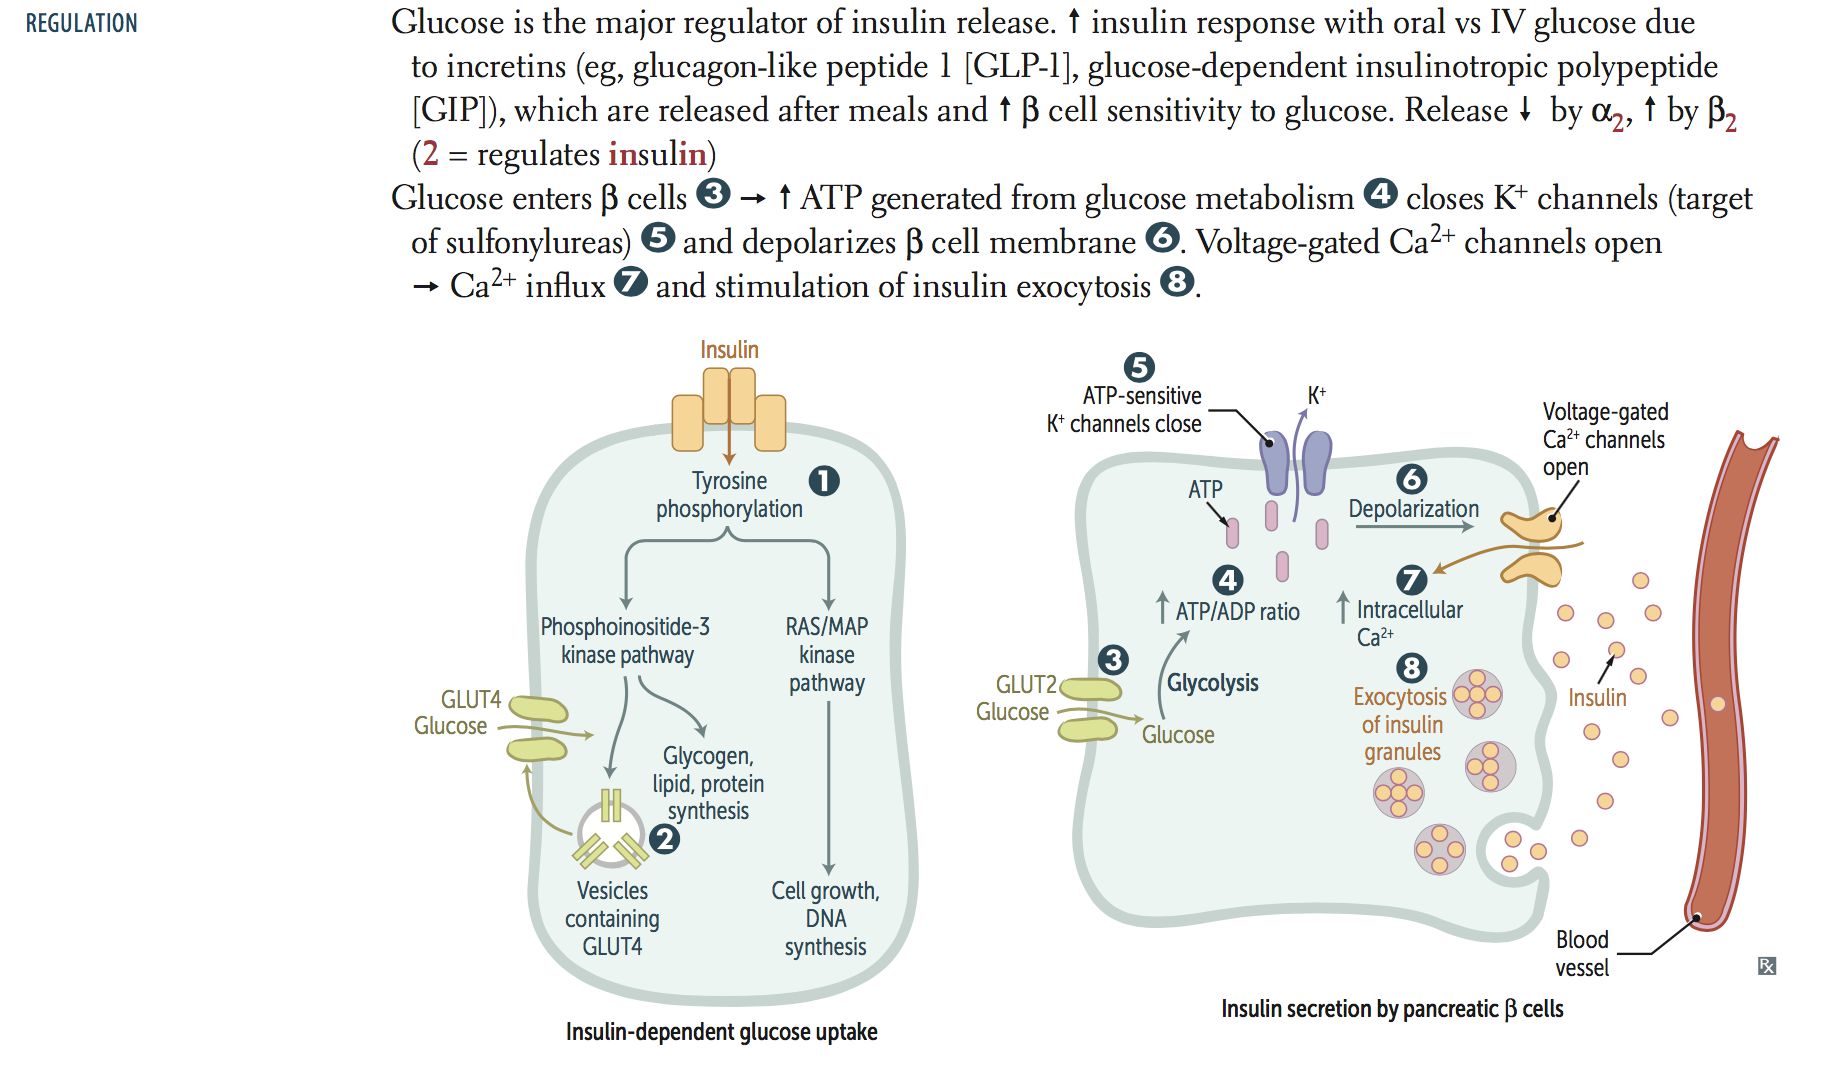 REGULATION
Glucose is the major regulator of insulin release. ↑ insulin response with oral vs IV glucose due
to incretins (eg, glucagon-like peptide 1 [GLP-1], glucose-dependent insulinotropic polypeptide
[GIP]), which are released after meals and ↑ β cell sensitivity to glucose. Release ↓ by α2, ↑ by β2
(2 = regulates insulin)
Glucose enters β cells 3 → ↑ ATP generated from glucose metabolism 4 closes K+ channels (target
of sulfonylureas) 5 and depolarizes β cell membrane 6. Voltage-gated Ca2+ channels open
→ Ca2+ influx 7 and stimulation of insulin exocytosis 8.
Insulin
Tyrosine
phosphorylation
1
Phosphoinositide-3
kinase pathway
RAS/MAP
kinase
pathway
GLUT4
Glucose
Glycogen,
lipid, protein
synthesis
2
Vesicles
containing
GLUT4
Cell growth,
DNA
synthesis
Insulin-dependent glucose uptake
5
ATP-sensitive
K+ channels close
K+
Voltage-gated
Ca2+ channels
open
ATP
6
Depolarization
4
↑ ATP/ADP ratio
7
↑ Intracellular
Ca2+
3
GLUT2
Glucose
Glycolysis
Glucose
8
Exocytosis
of insulin
granules
Insulin
Blood
vessel
Rx
Insulin secretion by pancreatic β cells